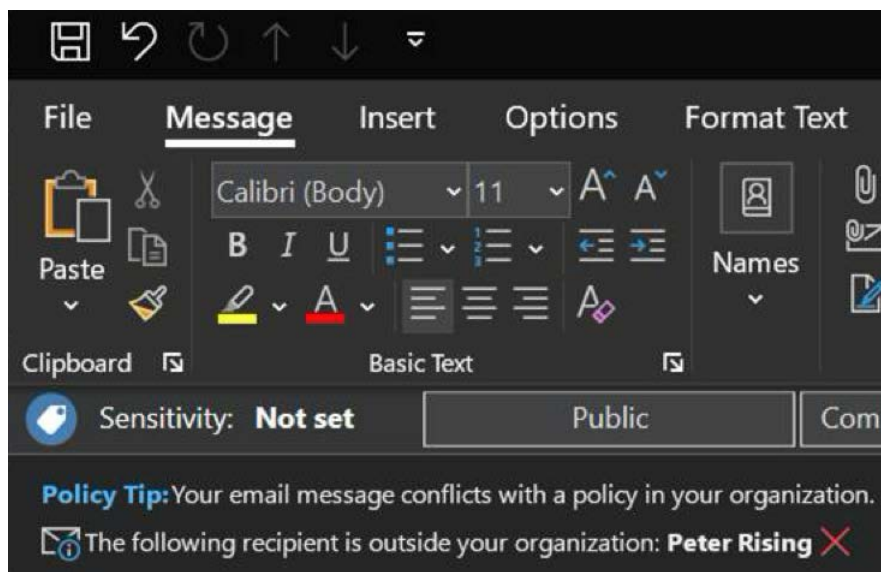 File Message Insert Options Format Text
Calibri (Body) 11 A A
B I U
Paste
Names
A A
Clipboard Basic Text
Sensitivity: Not set Public Com
Policy Tip: Your email message conflicts with a policy in your organization.
The following recipient is outside your organization: Peter Rising